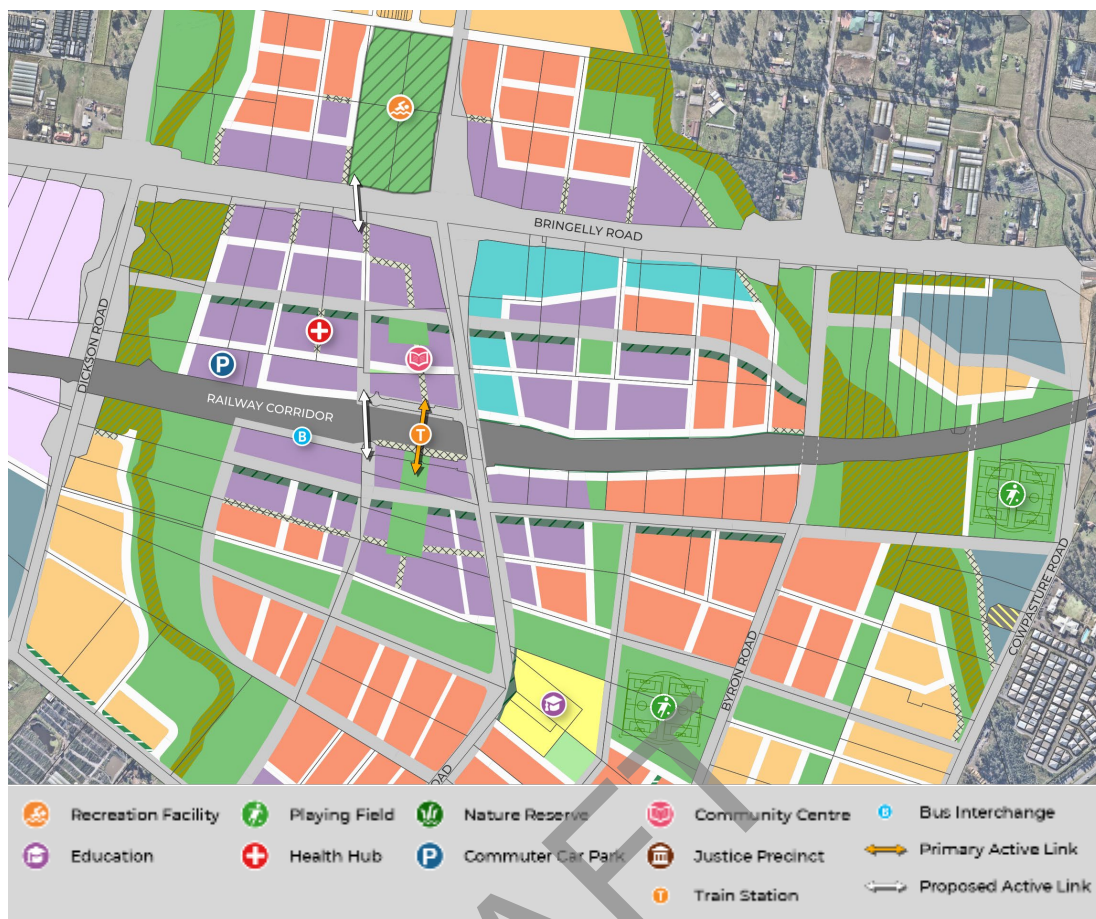 BRINGELLY ROAD
DICKSON ROAD
P
RAILWAY CORRIDOR
B
T
COWPASTURE ROAD
BYRON ROAD
ROAD
Recreation Facility
Playing Field
Nature Reserve
Community Centre
B Bus Interchange
Education
Health Hub
P Commuter Car Park
Justice Precinct
Primary Active Link
T Train Station
Proposed Active Link